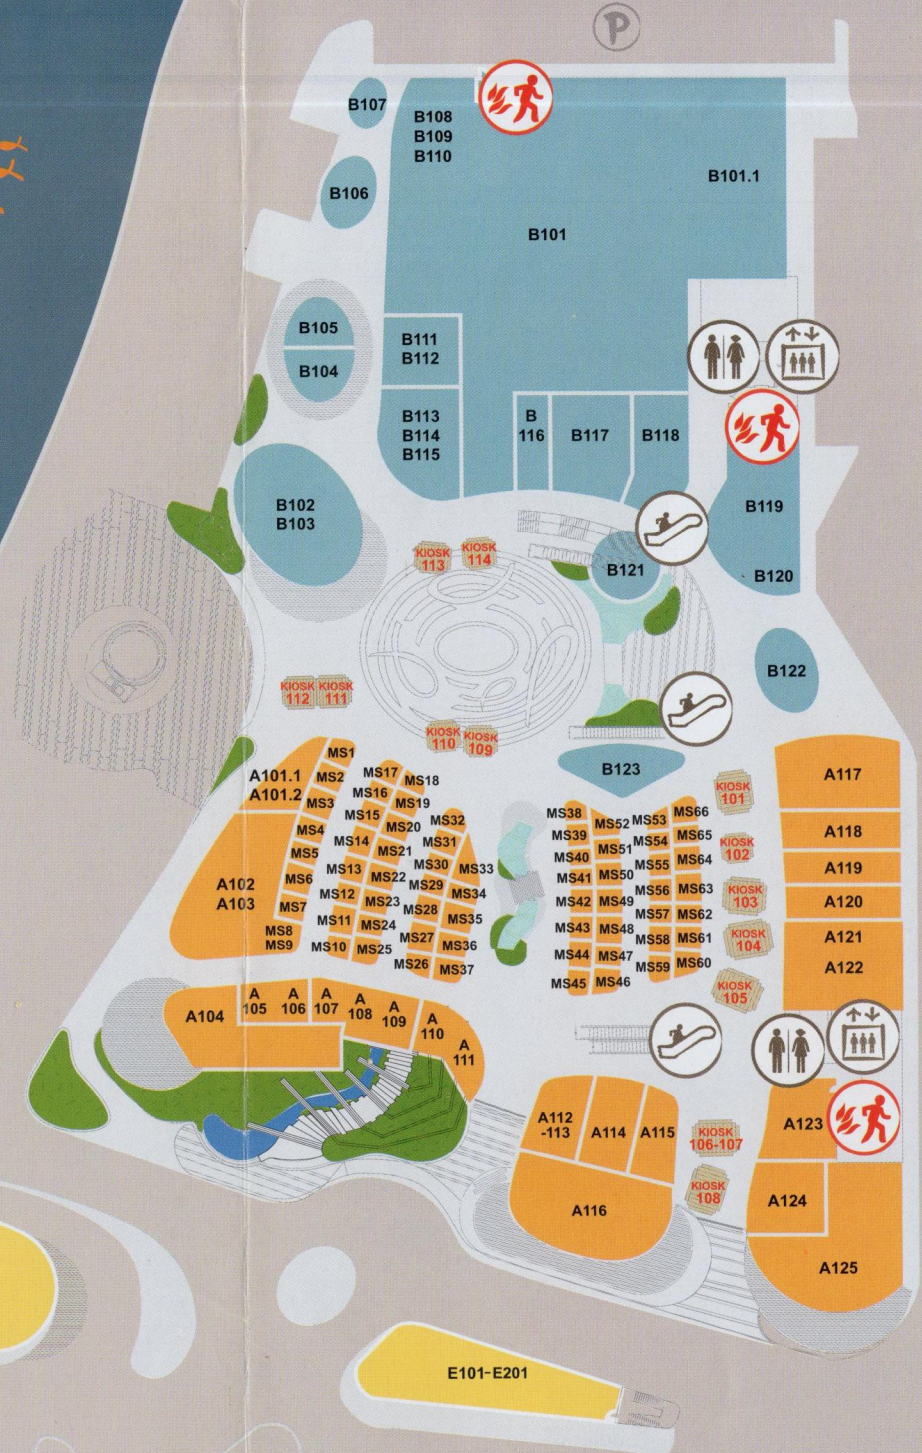 P
B107
B108
B109
B110
B101.1
B106
B101
B105
B104
B111
B112
B113
B114
B115
B
116
B117
B118
B102
B103
B119
B120
B121
B122
B123
KIOSK
113
KIOSK
114
KIOSK
112
KIOSK
111
KIOSK
110
KIOSK
109
A101.1
A101.2
A102
A103
MS1
MS2
MS3
MS4
MS5
MS6
MS7
MS8
MS9
MS17
MS16
MS15
MS14
MS13
MS12
MS11
MS10
MS18
MS19
MS20
MS21
MS22
MS23
MS24
MS25
MS32
MS31
MS30
MS29
MS28
MS27
MS26
MS33
MS34
MS35
MS36
MS37
MS38
MS39
MS40
MS41
MS42
MS43
MS44
MS45
MS52
MS51
MS50
MS49
MS48
MS47
MS46
MS53
MS54
MS55
MS56
MS57
MS58
MS59
MS66
MS65
MS64
MS63
MS62
MS61
MS60
KIOSK
101
KIOSK
102
KIOSK
103
KIOSK
104
KIOSK
105
A117
A118
A119
A120
A121
A122
A104
A
105
A
106
A
107
A
108
A
109
A
110
A
111
A112
-113
A114
A115
A116
KIOSK
106-107
KIOSK
108
A123
A124
A125
E101-E201